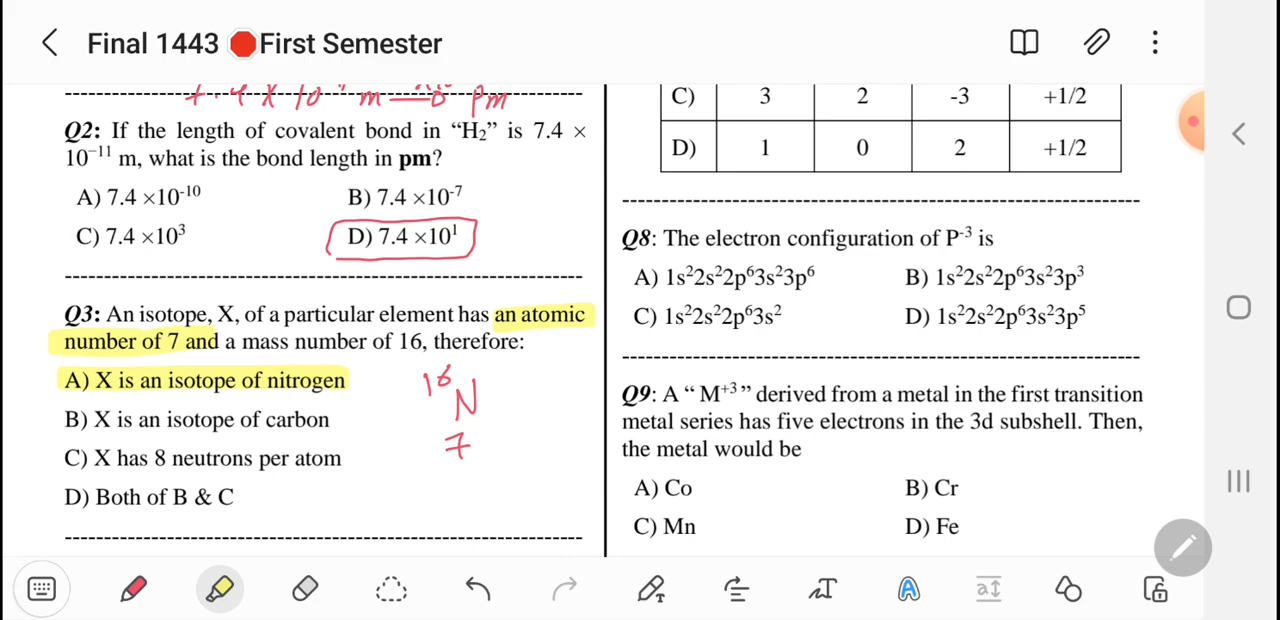 Final 1443 🛑First Semester
7.4 × 10 m pm
Q2: If the length of covalent bond in “H₂” is 7.4 ×
10⁻¹¹ m, what is the bond length in pm?
A) 7.4 ×10⁻¹⁰ B) 7.4 ×10⁻⁷
C) 7.4 ×10³ D) 7.4 ×10¹
Q3: An isotope, X, of a particular element has an atomic
number of 7 and a mass number of 16, therefore:
A) X is an isotope of nitrogen
B) X is an isotope of carbon
C) X has 8 neutrons per atom
D) Both of B & C
16
N
7
C) 3 2 -3 +1/2
D) 1 0 2 +1/2
Q8: The electron configuration of P⁻³ is
A) 1s²2s²2p⁶3s²3p⁶ B) 1s²2s²2p⁶3s²3p³
C) 1s²2s²2p⁶3s² D) 1s²2s²2p⁶3s²3p⁵
Q9: A “ M⁺³” derived from a metal in the first transition
metal series has five electrons in the 3d subshell. Then,
the metal would be
A) Co B) Cr
C) Mn D) Fe